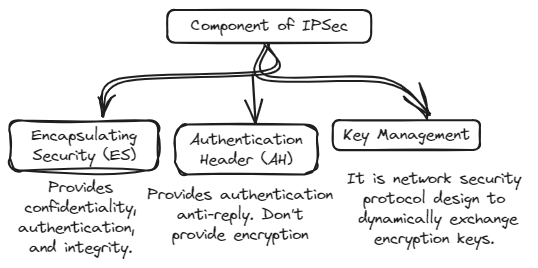 Component of IPSec
Encapsulating
Security (ES)
Provides
confidentiality,
authentication,
and integrity.
Authentication
Header (AH)
Provides authentication
anti-reply. Don't
provide encryption
Key Management
It is network security
protocol design to
dynamically exchange
encryption keys.